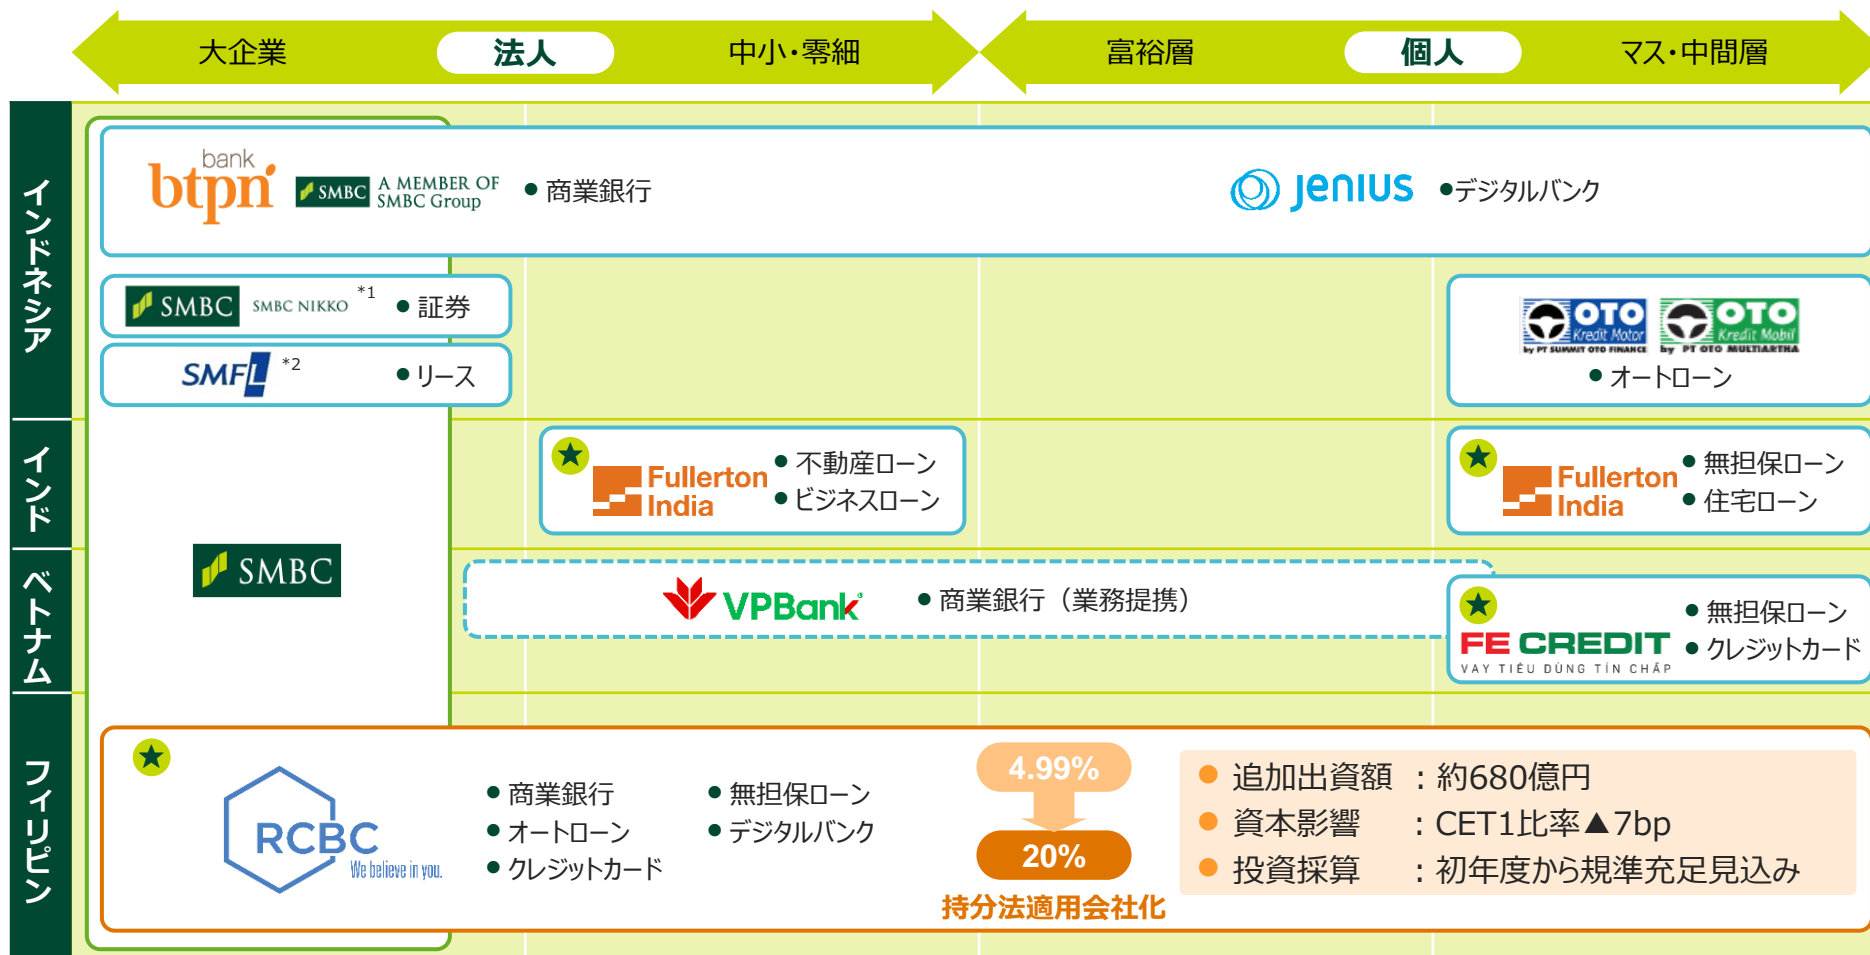 大企業
法人
中小・零細
富裕層
個人
マス・中間層
インドネシア
bank
btpn
SMBC
A MEMBER OF
SMBC Group
● 商業銀行
Jenius
●デジタルバンク
SMBC SMBC NIKKO *1
● 証券
SMFL *2
● リース
OTO
Kredit Motor
by PT SUMMIT OTO FINANCE
OTO
Kredit Mobil
by PT OTO MULTIARTHA
● オートローン
インド
Fullerton
India
● 不動産ローン
● ビジネスローン
Fullerton
India
● 無担保ローン
● 住宅ローン
ベトナム
SMBC
VPBank
● 商業銀行（業務提携）
FE CREDIT
VAY TIÊU DÙNG TÍN CHẤP
● 無担保ローン
● クレジットカード
フィリピン
RCBC
We believe in you.
● 商業銀行
● オートローン
● クレジットカード
● 無担保ローン
● デジタルバンク
4.99%
20%
持分法適用会社化
● 追加出資額 ：約680億円
● 資本影響 ：CET1比率▲7bp
● 投資採算 ：初年度から規準充足見込み